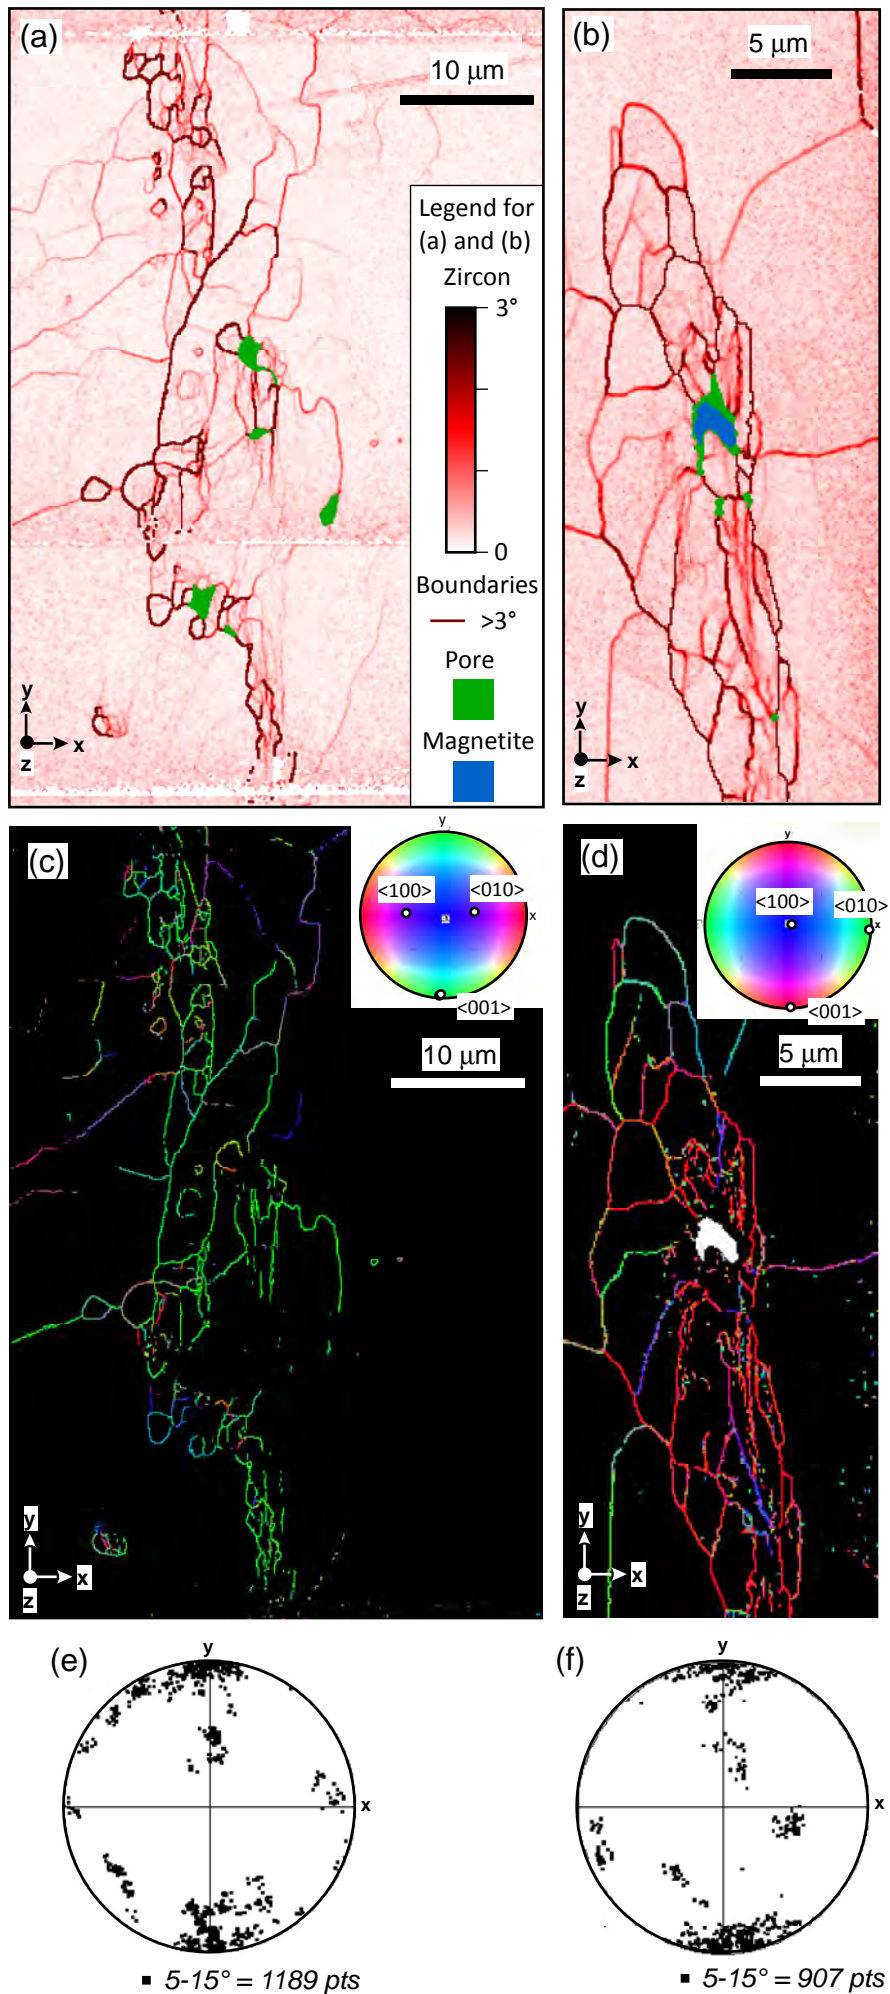 (a)
10 μm
(b)
5 μm
Legend for
(a) and (b)
Zircon
3°
0
Boundaries
>3°
Pore
Magnetite
y
x
z
y
x
z
(c)
y
<100>
<010>
x
<001>
10 μm
(d)
y
<100>
<010>
x
<001>
5 μm
y
x
z
y
x
z
(e)
y
x
5-15° = 1189 pts
(f)
y
x
5-15° = 907 pts